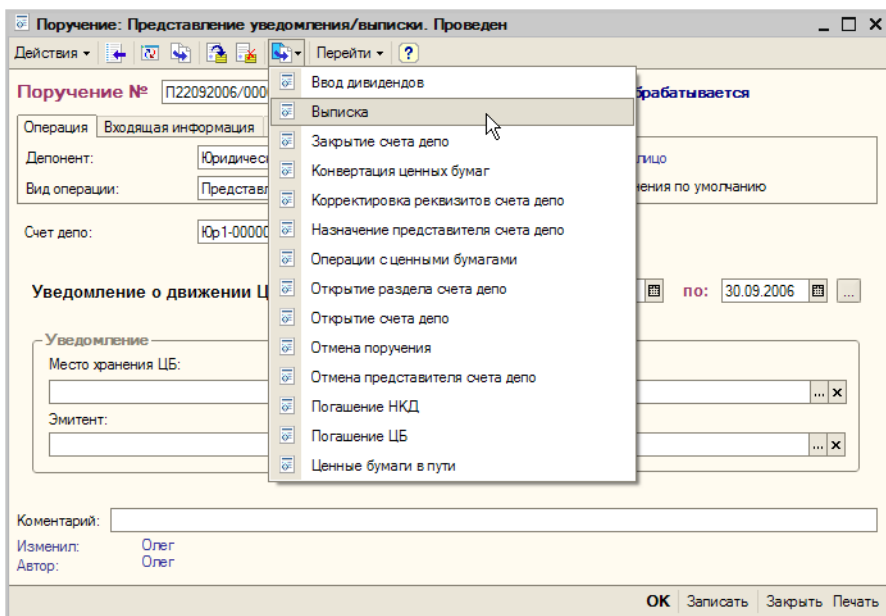 Поручение: Представление уведомления/выписки. Проведен
Действия Перейти ?
Поручение № П22092006/000
Операция Входящая информация
Депонент: Юридичес лицо
Вид операции: Представл
Счет депо: Юр1-00000
Уведомление о движении Ц по: 30.09.2006 ...
Ввод дивидендов
Выписка
Закрытие счета депо
Конвертация ценных бумаг
Корректировка реквизитов счета депо
Назначение представителя счета депо
Операции с ценными бумагами
Открытие раздела счета депо
Открытие счета депо
Отмена поручения
Отмена представителя счета депо
Погашение НКД
Погашение ЦБ
Ценные бумаги в пути
брабатывается
ения по умолчанию
Уведомление
Место хранения ЦБ:
...
Эмитент:
...
Коментарий:
Изменил: Олег
Автор: Олег
OK Записать Закрыть Печать